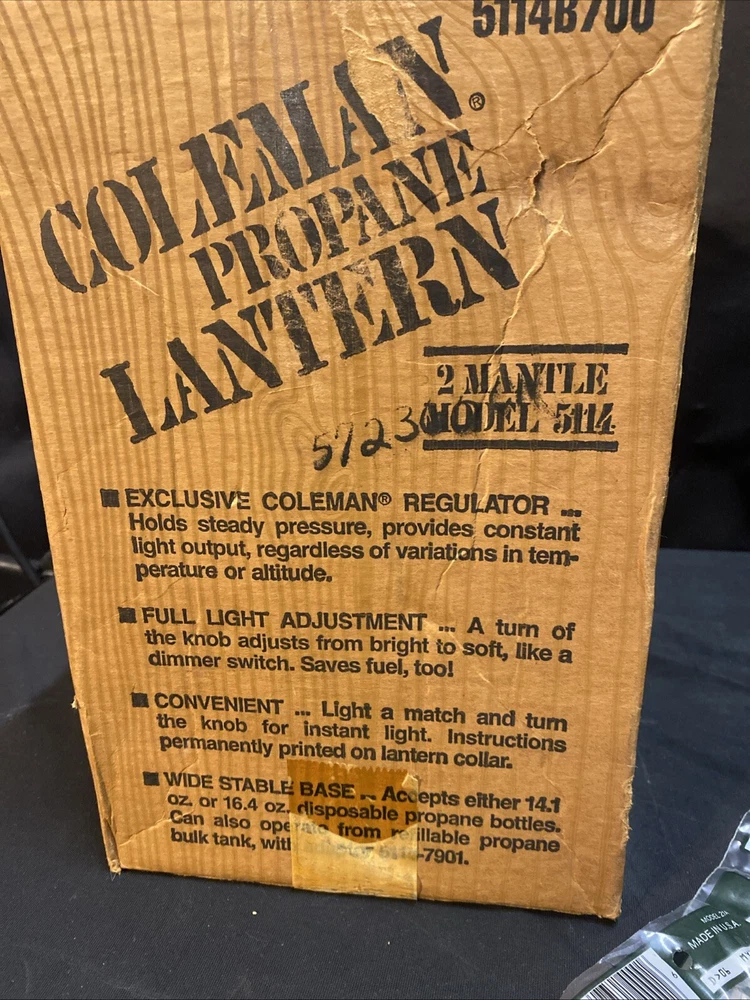 5114B700
COLEMAN®
PROPANE
LANTERN
2 MANTLE
MODEL 5114
5723
■ EXCLUSIVE COLEMAN® REGULATOR ...
Holds steady pressure, provides constant
light output, regardless of variations in tem-
perature or altitude.
■ FULL LIGHT ADJUSTMENT ... A turn of
the knob adjusts from bright to soft, like a
dimmer switch. Saves fuel, too!
■ CONVENIENT ... Light a match and turn
the knob for instant light. Instructions
permanently printed on lantern collar.
■ WIDE STABLE BASE ... Accepts either 14.1
oz. or 16.4 oz. disposable propane bottles.
Can also operate from refillable propane
bulk tank, with 5114-7901.
MODEL 21A
MADE IN U.S.A.